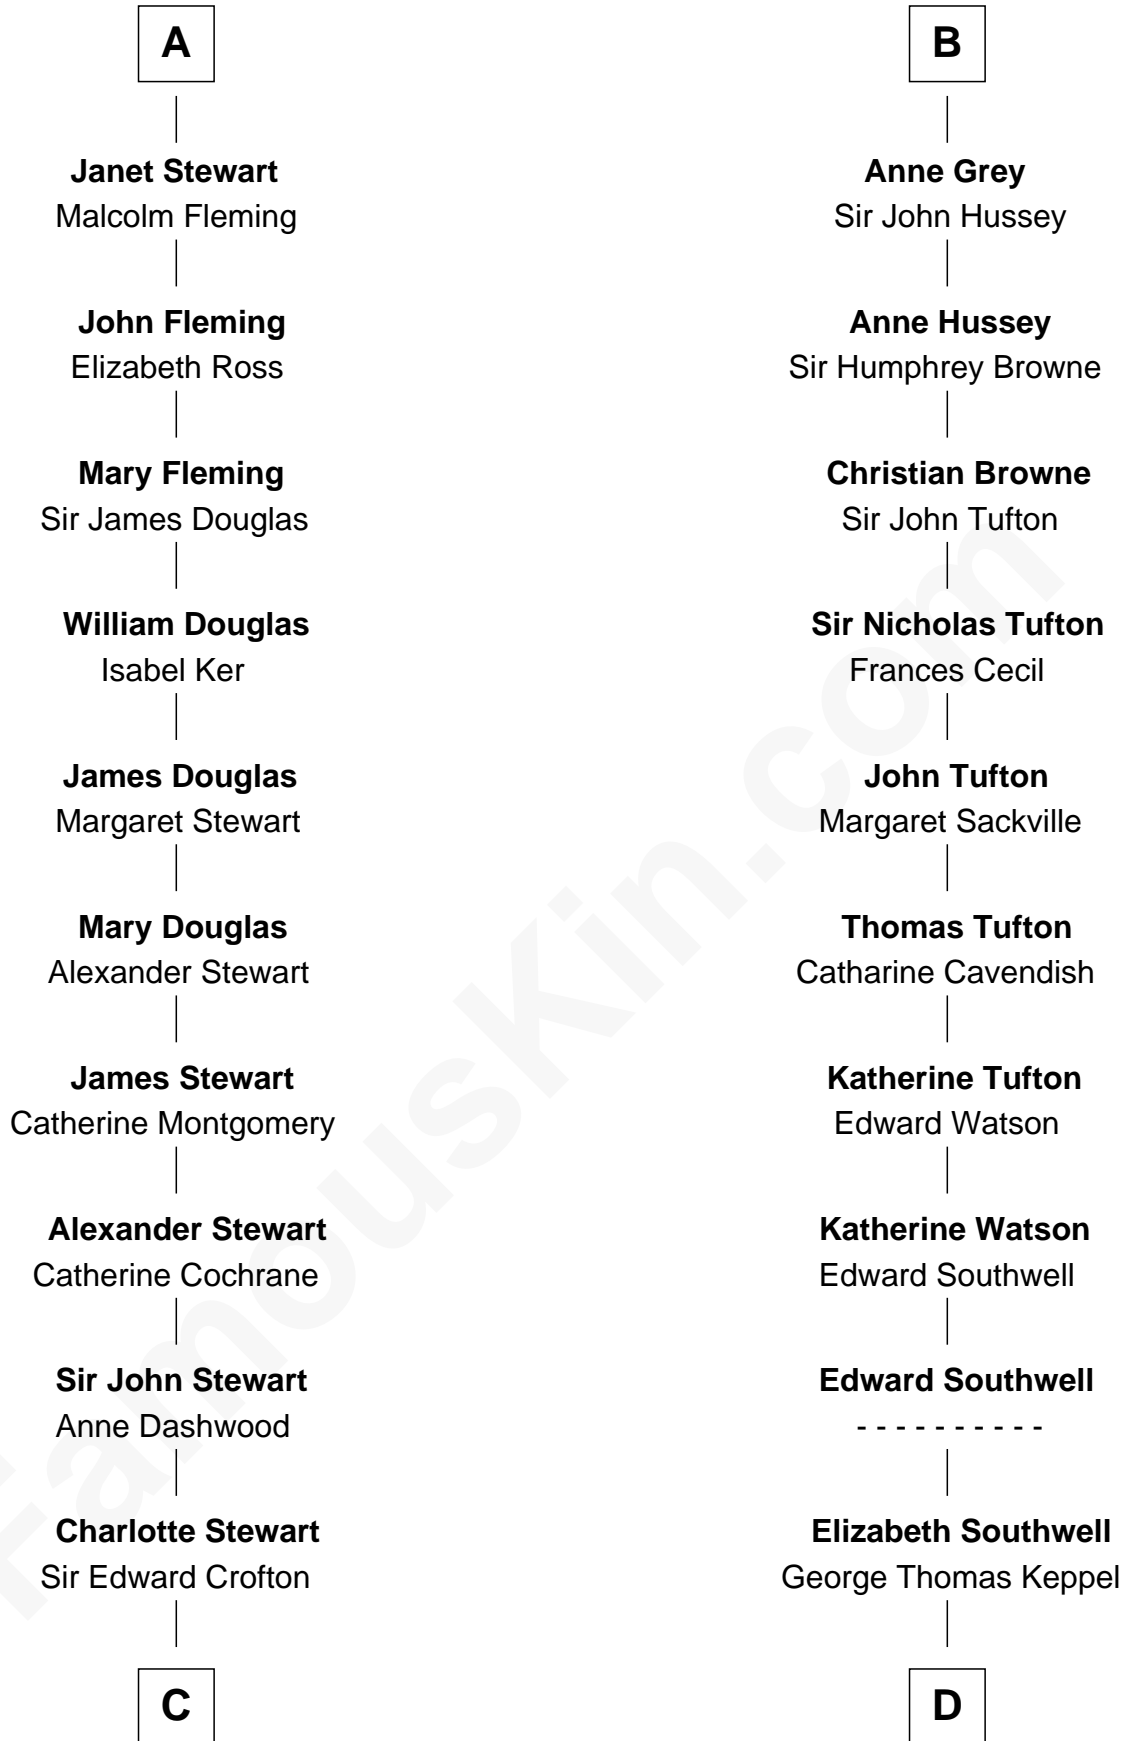 A
Janet Stewart
Malcolm Fleming
John Fleming
Elizabeth Ross
Mary Fleming
Sir James Douglas
William Douglas
Isabel Ker
James Douglas
Margaret Stewart
Mary Douglas
Alexander Stewart
James Stewart
Catherine Montgomery
Alexander Stewart
Catherine Cochrane
Sir John Stewart
Anne Dashwood
Charlotte Stewart
Sir Edward Crofton
C
B
Anne Grey
Sir John Hussey
Anne Hussey
Sir Humphrey Browne
Christian Browne
Sir John Tufton
Sir Nicholas Tufton
Frances Cecil
John Tufton
Margaret Sackville
Thomas Tufton
Catharine Cavendish
Katherine Tufton
Edward Watson
Katherine Watson
Edward Southwell
Edward Southwell
- - - - - - - - - -
Elizabeth Southwell
George Thomas Keppel
D
FamousKin.com